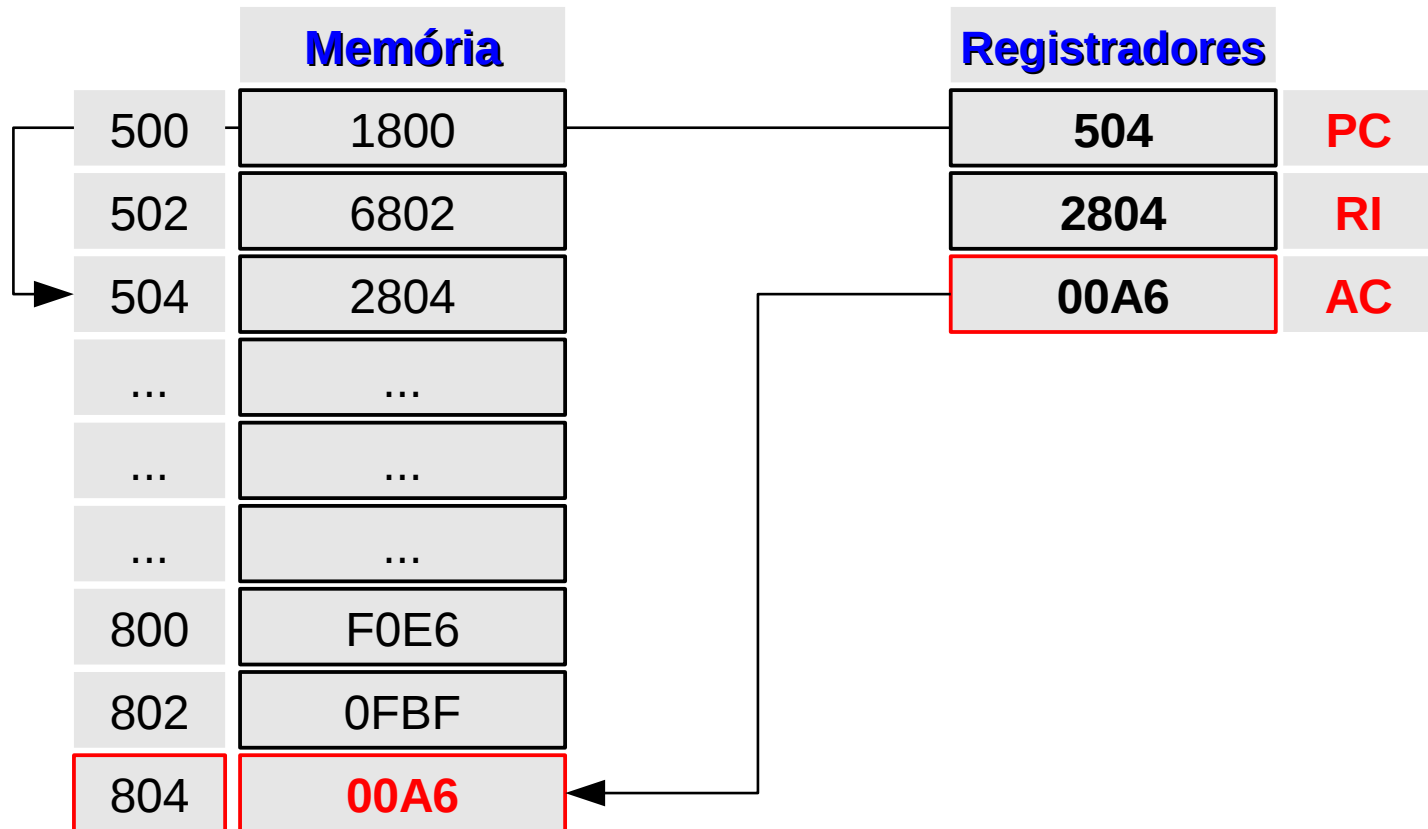 Memória Registradores
500 1800 504 PC
502 6802 2804 RI
504 2804 00A6 AC
... ...
... ...
... ...
800 F0E6
802 0FBF
804 00A6